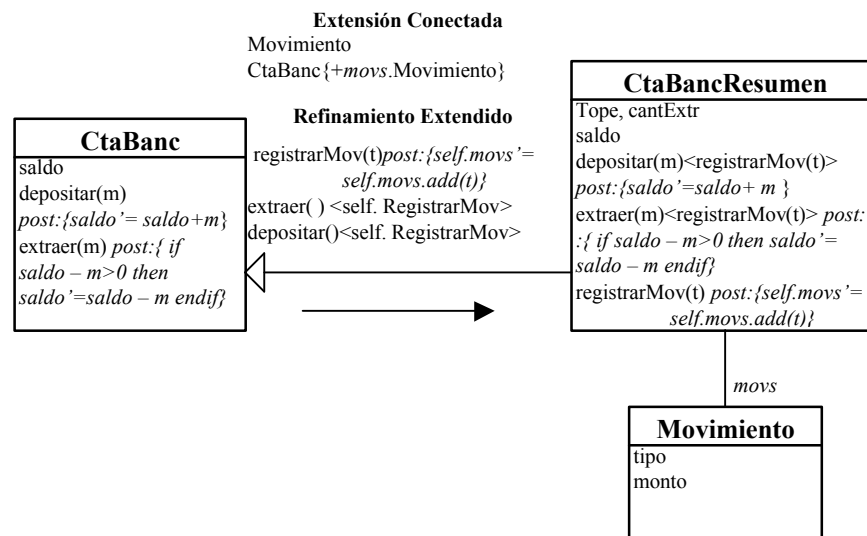 Extensión Conectada
Movimiento
CtaBanc{+movs.Movimiento}
Refinamiento Extendido
registrarMov(t)post:{self.movs’=
self.movs.add(t)}
extraer( ) <self. RegistrarMov>
depositar()<self. RegistrarMov>
CtaBanc
saldo
depositar(m)
post:{saldo’= saldo+m}
extraer(m) post:{ if
saldo – m>0 then
saldo’=saldo – m endif}
CtaBancResumen
Tope, cantExtr
saldo
depositar(m)<registrarMov(t)>
post:{saldo’=saldo+ m }
extraer(m)<registrarMov(t)> post:
:{ if saldo – m>0 then saldo’=
saldo – m endif}
registrarMov(t) post:{self.movs’=
self.movs.add(t)}
movs
Movimiento
tipo
monto